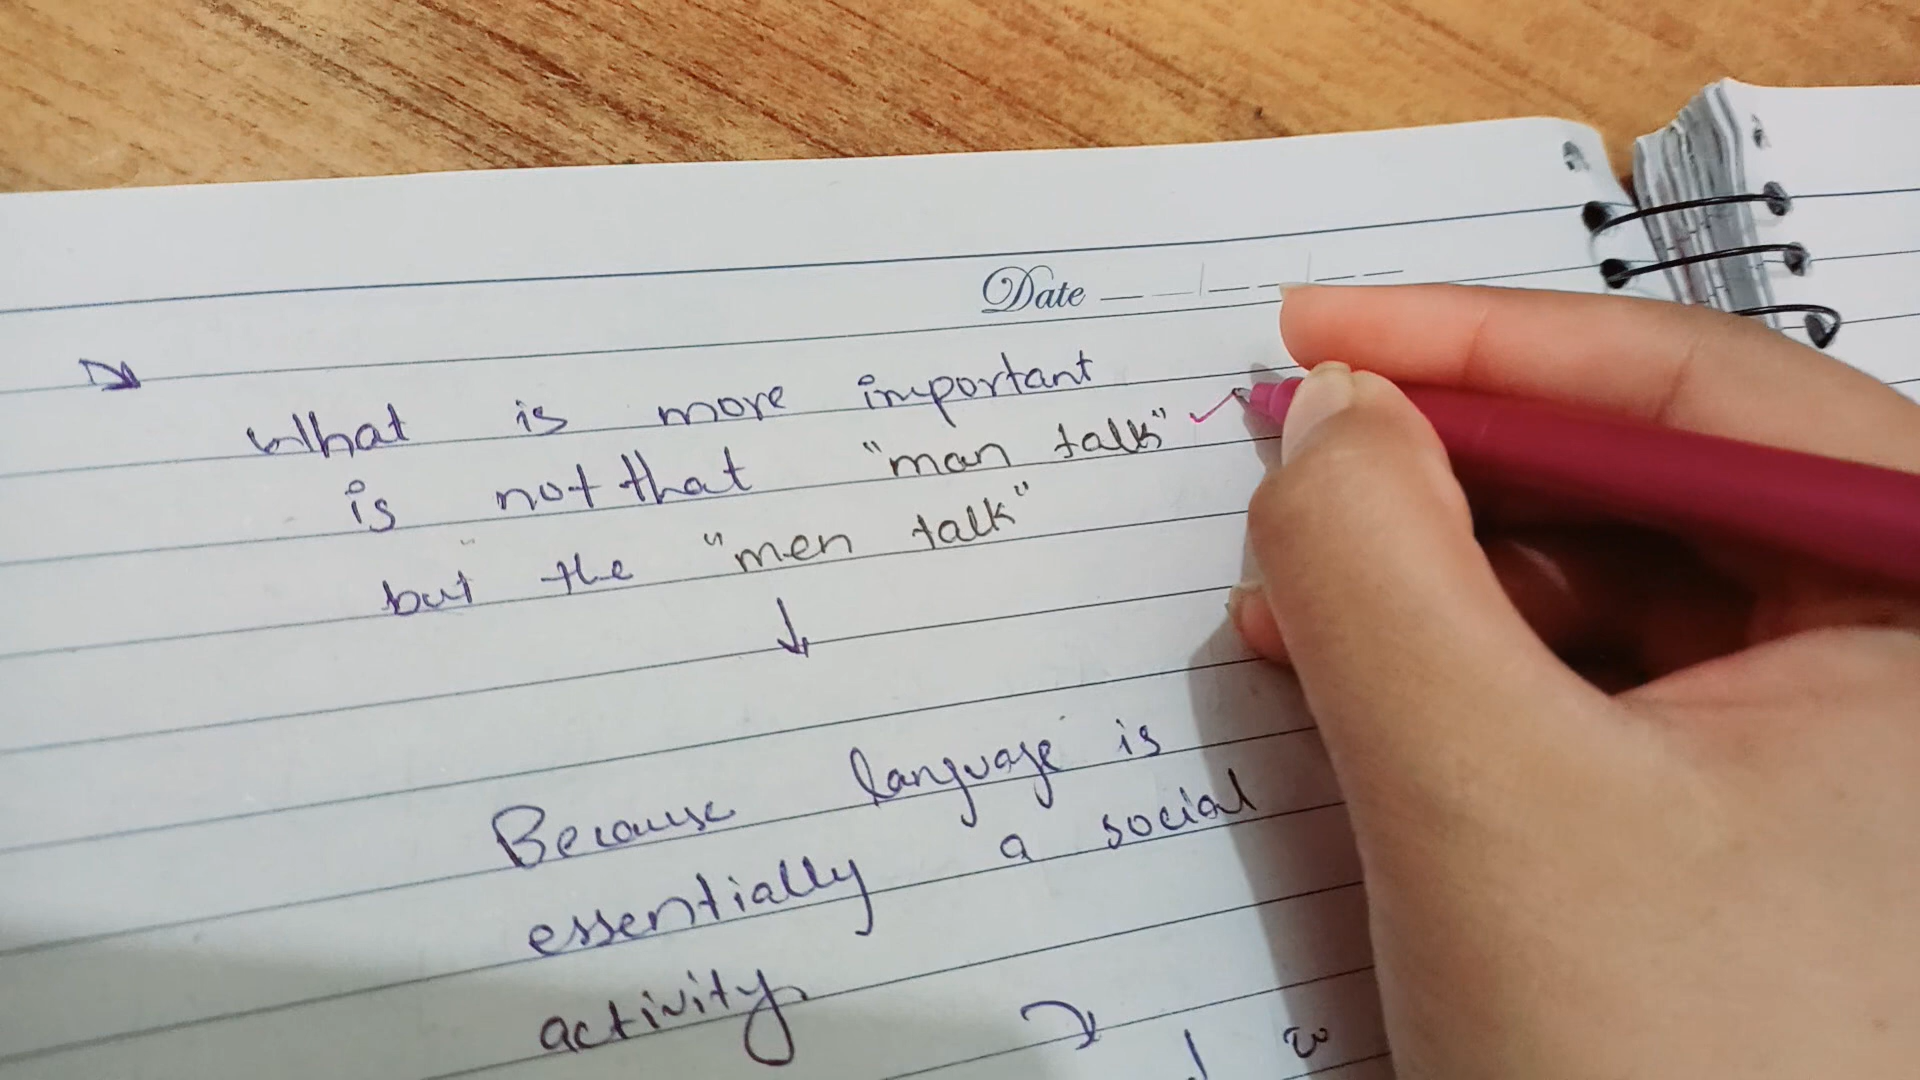 Date
What is more important
is not that "man talk"
but the "men talk"
Because language is
essentially a social
activity.